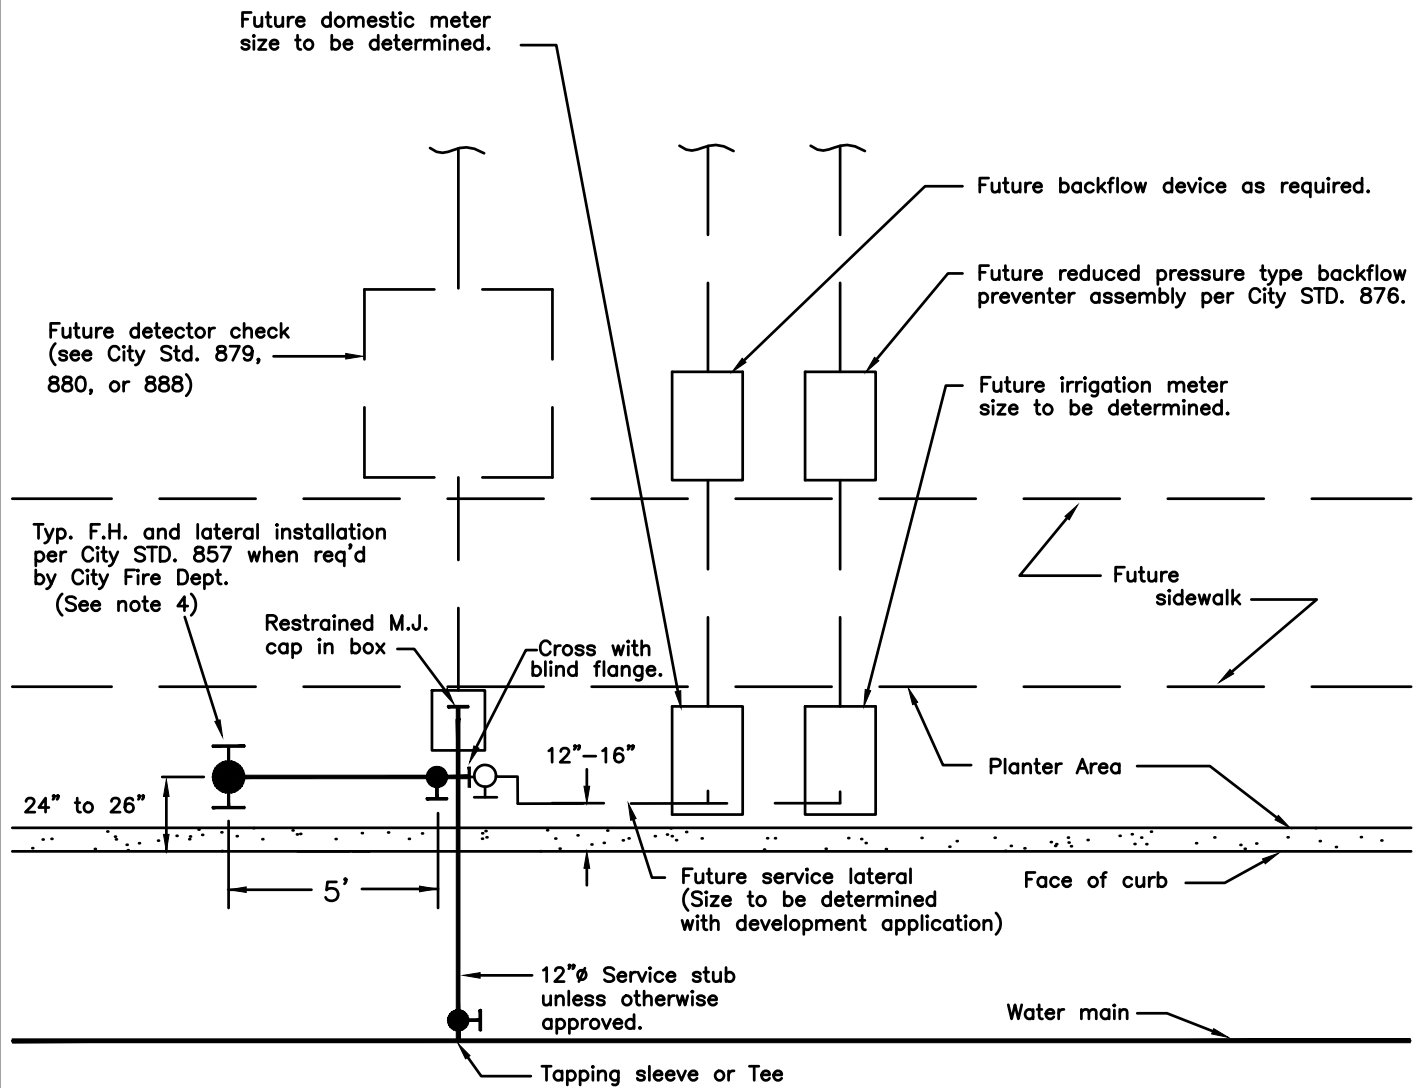 Future domestic meter
size to be determined.
Future backflow device as required.
Future reduced pressure type backflow
preventer assembly per City STD. 876.
Future detector check
(see City Std. 879,
880, or 888)
Future irrigation meter
size to be determined.
Typ. F.H. and lateral installation
per City STD. 857 when req'd
by City Fire Dept.
(See note 4)
Future
sidewalk
Restrained M.J.
cap in box
Cross with
blind flange.
12"-16"
Planter Area
24" to 26"
5'
Future service lateral
(Size to be determined
with development application)
Face of curb
12"ø Service stub
unless otherwise
approved.
Water main
Tapping sleeve or Tee